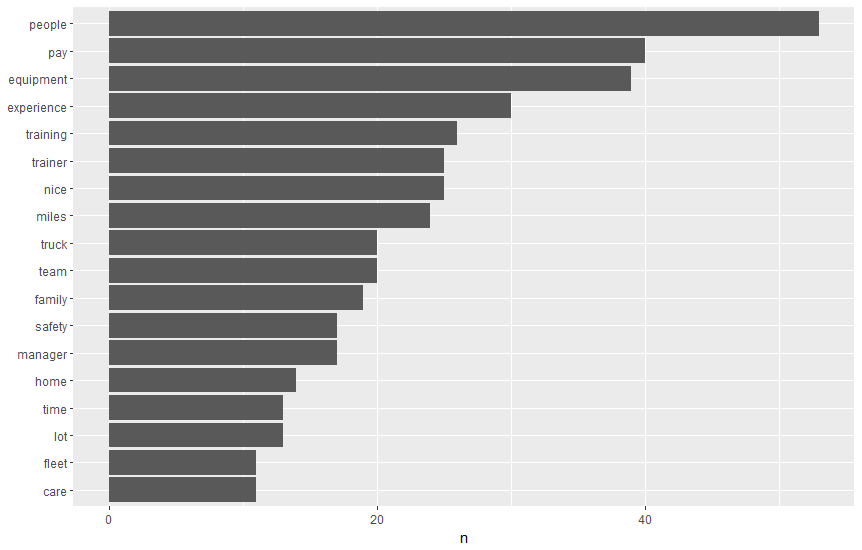 people
pay
equipment
experience
training
trainer
nice
miles
truck
team
family
safety
manager
home
time
lot
fleet
care
0 20 40
n